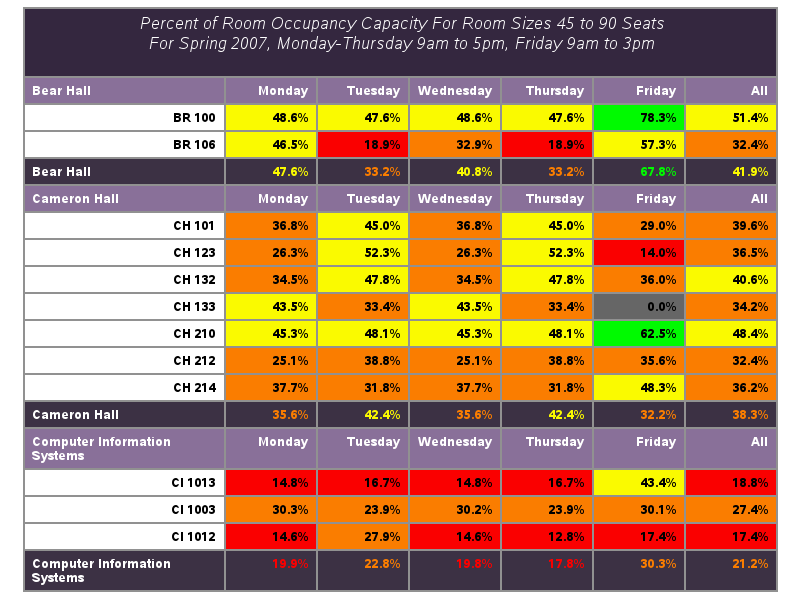 Percent of Room Occupancy Capacity For Room Sizes 45 to 90 Seats
For Spring 2007, Monday-Thursday 9am to 5pm, Friday 9am to 3pm
Bear Hall Monday Tuesday Wednesday Thursday Friday All
BR 100 48.6% 47.6% 48.6% 47.6% 78.3% 51.4%
BR 106 46.5% 18.9% 32.9% 18.9% 57.3% 32.4%
Bear Hall 47.6% 33.2% 40.8% 33.2% 67.8% 41.9%
Cameron Hall Monday Tuesday Wednesday Thursday Friday All
CH 101 36.8% 45.0% 36.8% 45.0% 29.0% 39.6%
CH 123 26.3% 52.3% 26.3% 52.3% 14.0% 36.5%
CH 132 34.5% 47.8% 34.5% 47.8% 36.0% 40.6%
CH 133 43.5% 33.4% 43.5% 33.4% 0.0% 34.2%
CH 210 45.3% 48.1% 45.3% 48.1% 62.5% 48.4%
CH 212 25.1% 38.8% 25.1% 38.8% 35.6% 32.4%
CH 214 37.7% 31.8% 37.7% 31.8% 48.3% 36.2%
Cameron Hall 35.6% 42.4% 35.6% 42.4% 32.2% 38.3%
Computer Information Monday Tuesday Wednesday Thursday Friday All
Systems
CI 1013 14.8% 16.7% 14.8% 16.7% 43.4% 18.8%
CI 1003 30.3% 23.9% 30.2% 23.9% 30.1% 27.4%
CI 1012 14.6% 27.9% 14.6% 12.8% 17.4% 17.4%
Computer Information 19.9% 22.8% 19.8% 17.8% 30.3% 21.2%
Systems